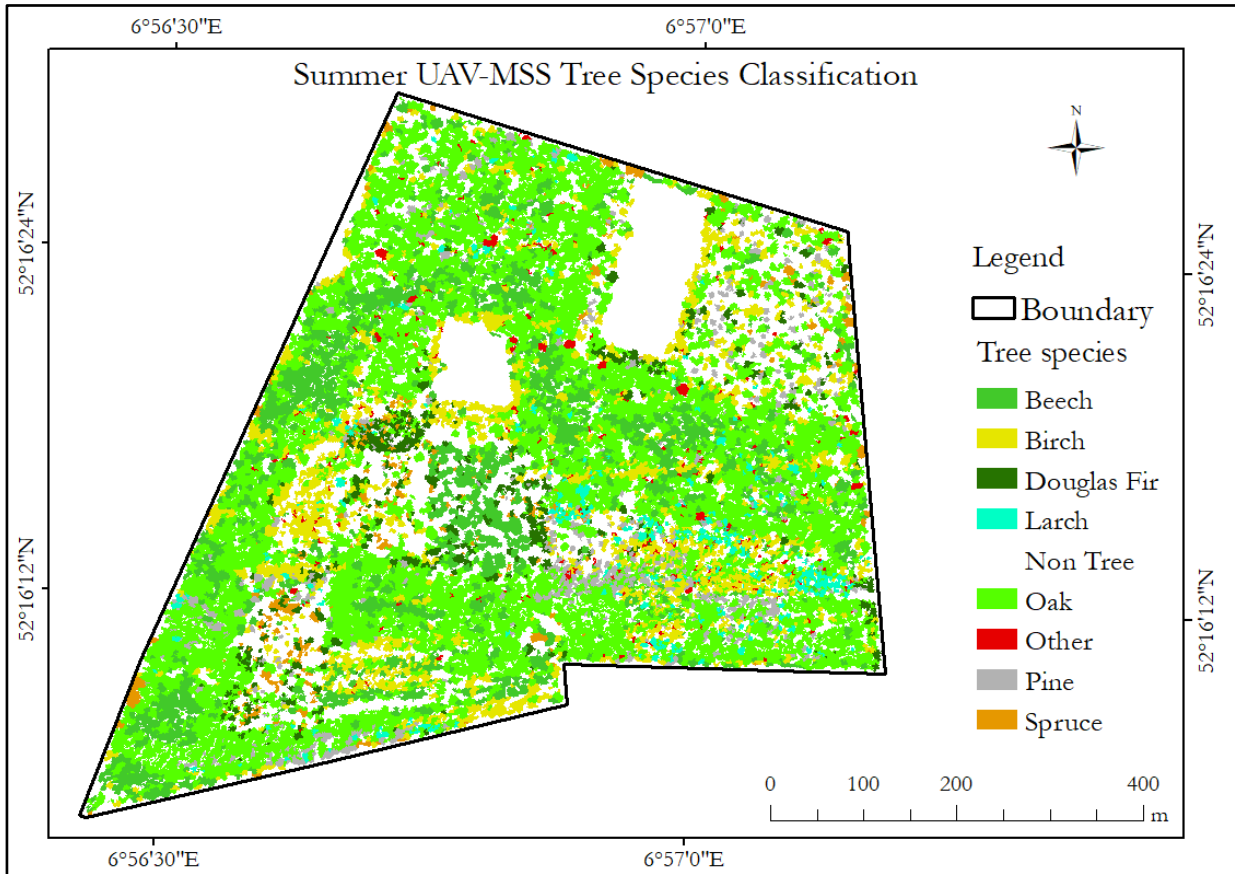 6°56'30"E 6°57'0"E
Summer UAV-MSS Tree Species Classification
N
52°16'24"N
52°16'24"N
Legend
Boundary
Tree species
Beech
Birch
Douglas Fir
Larch
Non Tree
Oak
Other
Pine
Spruce
52°16'12"N
52°16'12"N
0 100 200 400
m
6°56'30"E 6°57'0"E